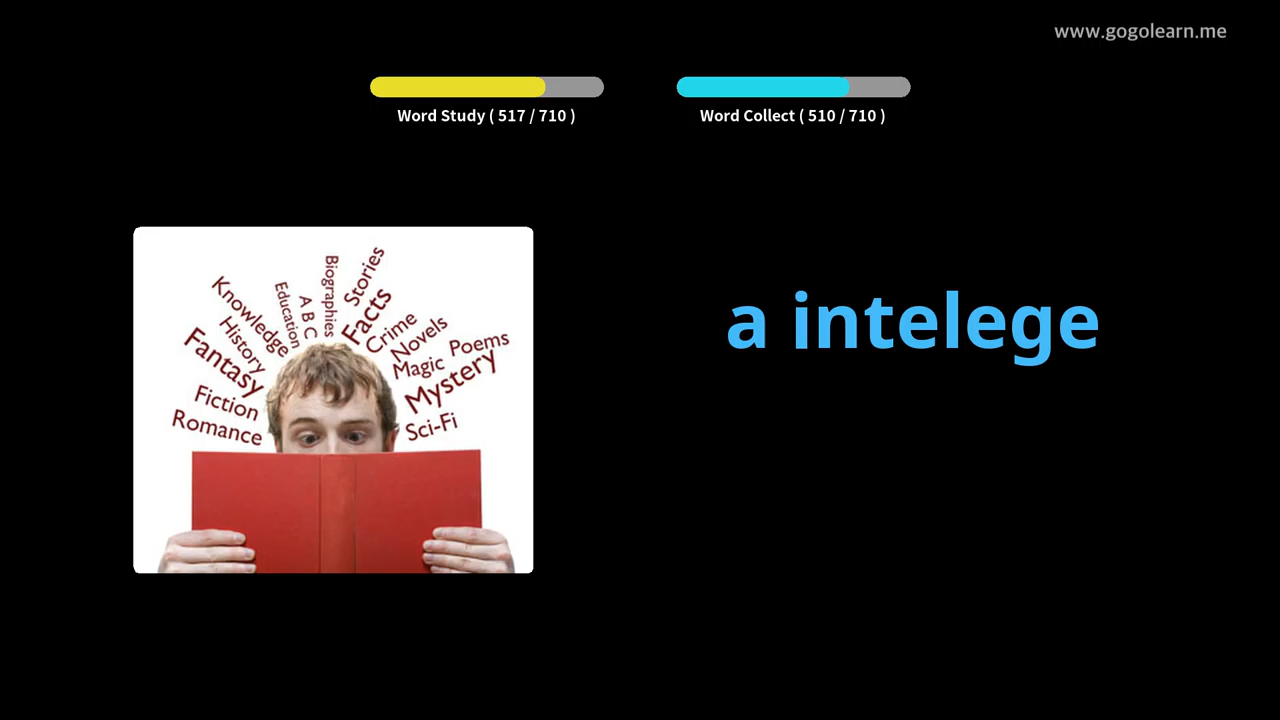 www.gogolearn.me
Word Study ( 517 / 710 )
Word Collect ( 510 / 710 )
a intelege
Knowledge
Education
A B C
Biographies
Stories
Facts
Crime
Novels
Poems
History
Fantasy
Magic
Mystery
Fiction
Romance
Sci-Fi